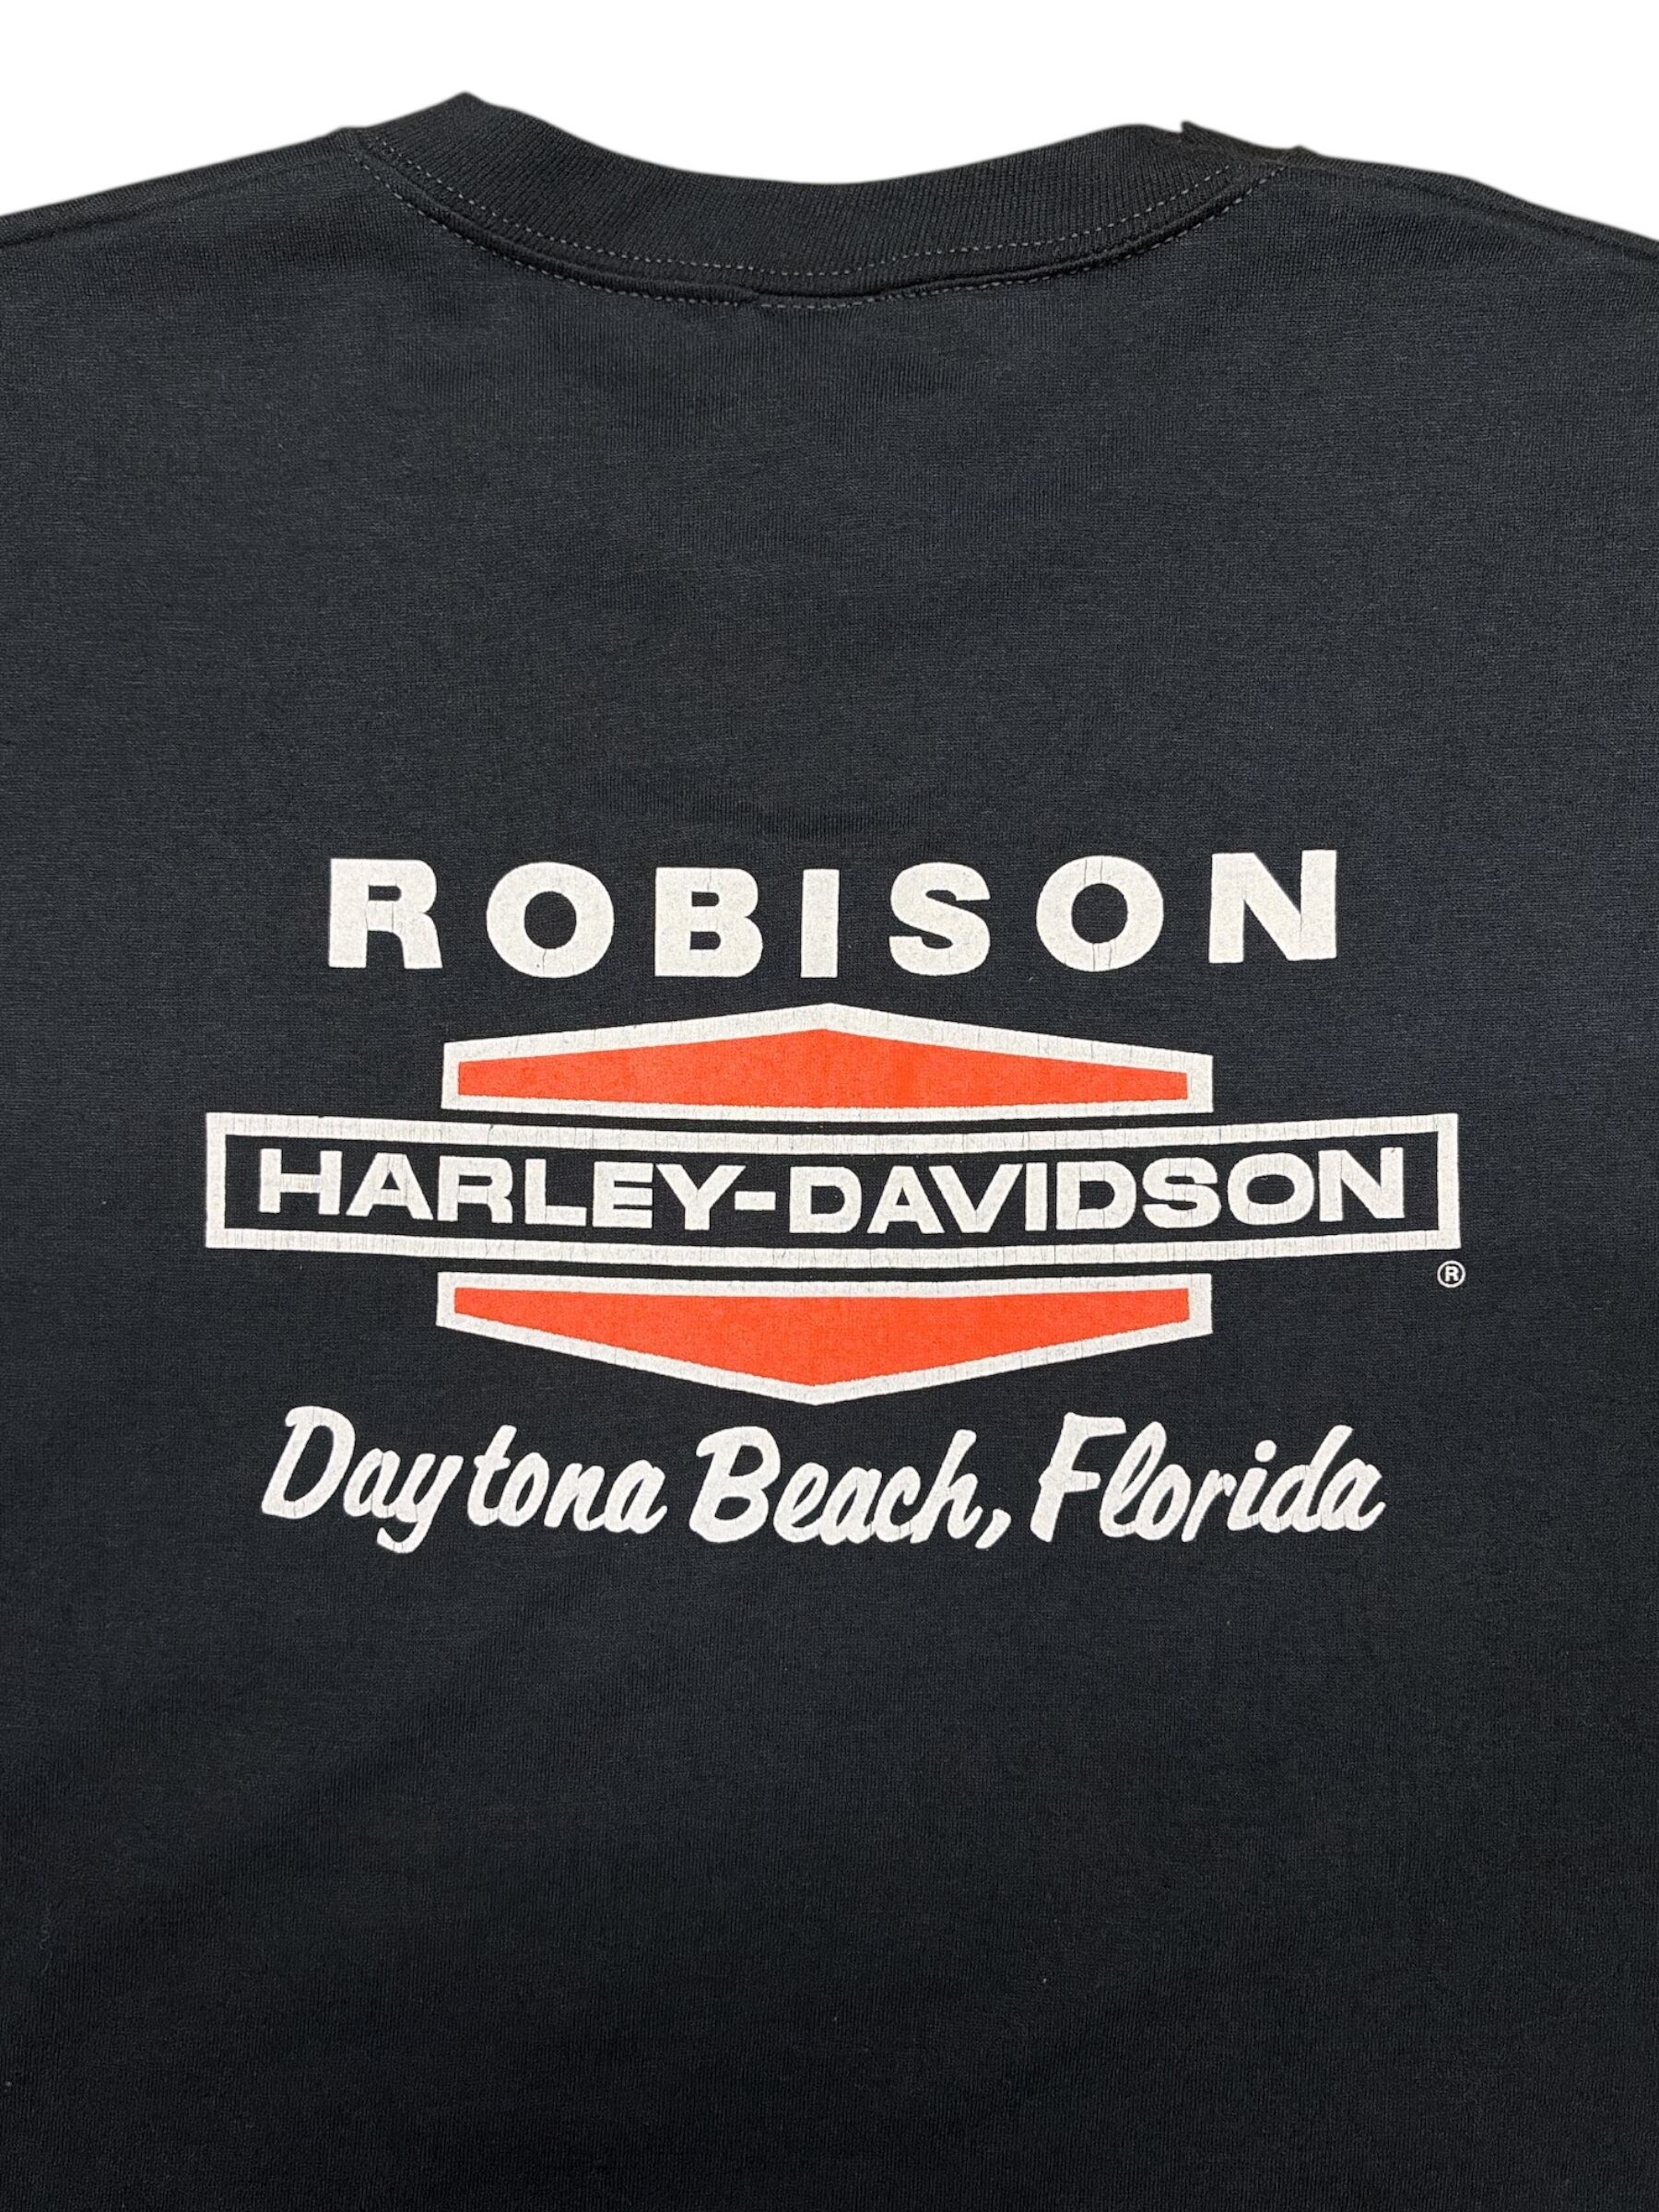 ROBISON
HARLEY-DAVIDSON
®
Daytona Beach, Florida